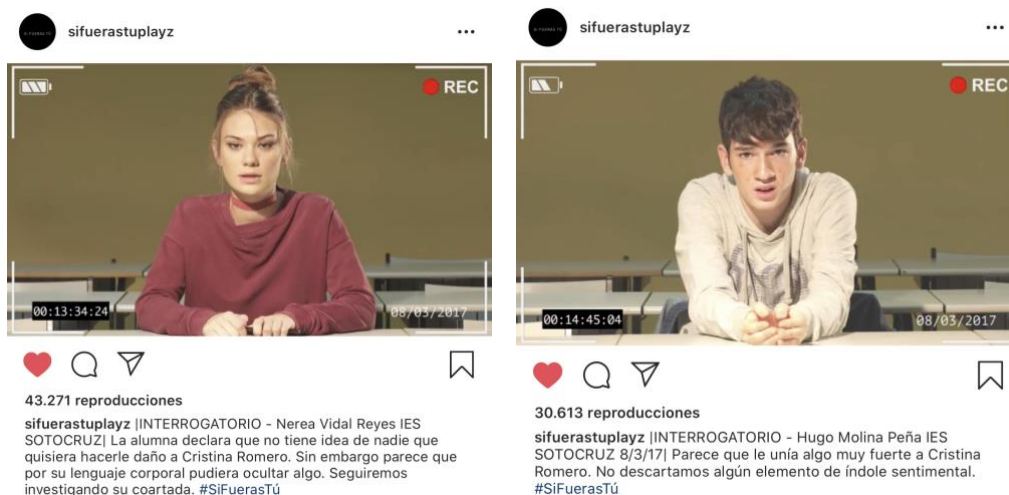 sifuerastuplayz
REC
00:13:34:24
08/03/2017
43.271 reproducciones
sifuerastuplayz |INTERROGATORIO - Nerea Vidal Reyes IES
SOTOCRUZ| La alumna declara que no tiene idea de nadie que
quisiera hacerle daño a Cristina Romero. Sin embargo parece que
por su lenguaje corporal pudiera ocultar algo. Seguiremos
investigando su coartada. #SiFuerasTú
sifuerastuplayz
REC
00:14:45:04
08/03/2017
30.613 reproducciones
sifuerastuplayz |INTERROGATORIO - Hugo Molina Peña IES
SOTOCRUZ 8/3/17| Parece que le unía algo muy fuerte a Cristina
Romero. No descartamos algún elemento de índole sentimental.
#SiFuerasTú